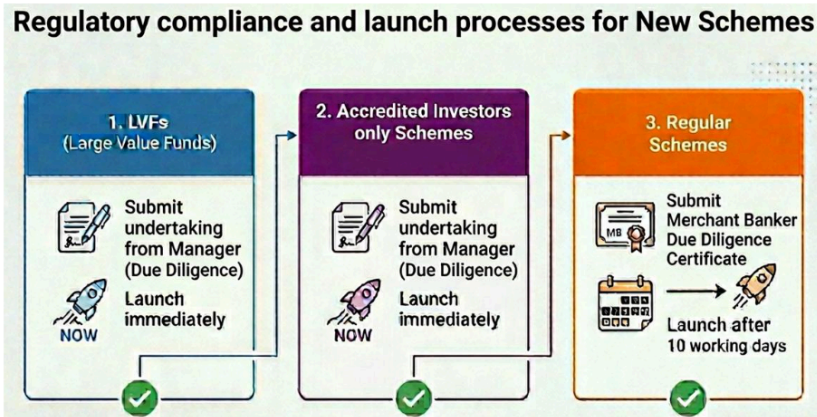 Regulatory compliance and launch processes for New Schemes
1. LVFs
(Large Value Funds)
Submit
undertaking
from Manager
(Due Diligence)
NOW
Launch
immediately
2. Accredited Investors
only Schemes
Submit
undertaking
from Manager
(Due Diligence)
NOW
Launch
immediately
3. Regular
Schemes
MB
Submit
Merchant Banker
Due Diligence
Certificate
Launch after
10 working days